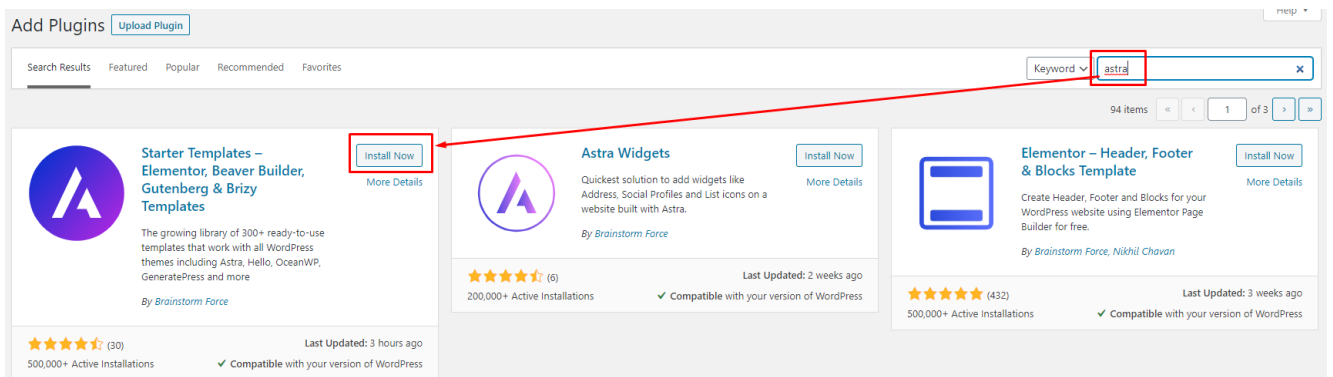 Help
Add Plugins Upload Plugin
Search Results Featured Popular Recommended Favorites Keyword astra
94 items « ‹ 1 of 3 › »
Starter Templates –
Elementor, Beaver Builder,
Gutenberg & Brizy
Templates
Install Now
More Details
The growing library of 300+ ready-to-use
templates that work with all WordPress
themes including Astra, Hello, OceanWP,
GeneratePress and more
By Brainstorm Force
(30)
Last Updated: 3 hours ago
500,000+ Active Installations
Compatible with your version of WordPress
Astra Widgets
Install Now
More Details
Quickest solution to add widgets like
Address, Social Profiles and List icons on a
website built with Astra.
By Brainstorm Force
(6)
Last Updated: 2 weeks ago
200,000+ Active Installations
Compatible with your version of WordPress
Elementor – Header, Footer
& Blocks Template
Install Now
More Details
Create Header, Footer and Blocks for your
WordPress website using Elementor Page
Builder for free.
By Brainstorm Force, Nikhil Chavan
(432)
Last Updated: 3 weeks ago
500,000+ Active Installations
Compatible with your version of WordPress